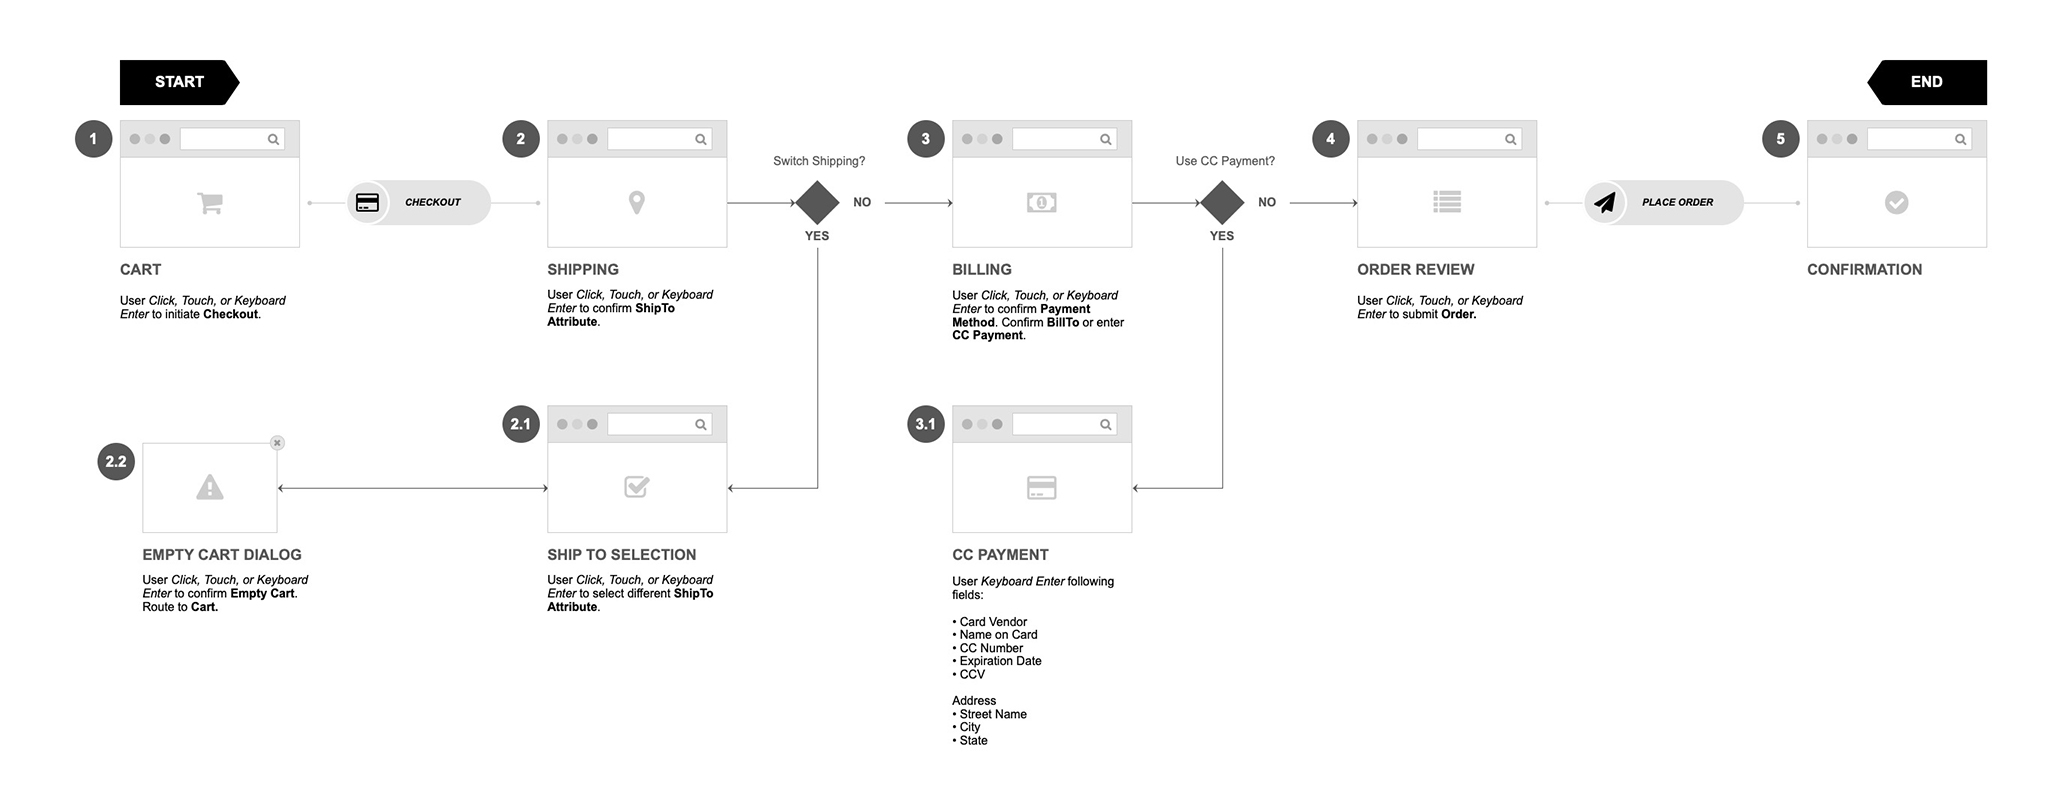 START
END
1
2
3
4
5
Switch Shipping?
Use CC Payment?
CHECKOUT
NO
NO
PLACE ORDER
YES
YES
CART
User Click, Touch, or Keyboard
Enter to initiate Checkout.
SHIPPING
User Click, Touch, or Keyboard
Enter to confirm ShipTo
Attribute.
BILLING
User Click, Touch, or Keyboard
Enter to confirm Payment
Method. Confirm BillTo or enter
CC Payment.
ORDER REVIEW
User Click, Touch, or Keyboard
Enter to submit Order.
CONFIRMATION
2.2
2.1
3.1
EMPTY CART DIALOG
User Click, Touch, or Keyboard
Enter to confirm Empty Cart.
Route to Cart.
SHIP TO SELECTION
User Click, Touch, or Keyboard
Enter to select different ShipTo
Attribute.
CC PAYMENT
User Keyboard Enter following
fields:
• Card Vendor
• Name on Card
• CC Number
• Expiration Date
• CCV
Address
• Street Name
• City
• State